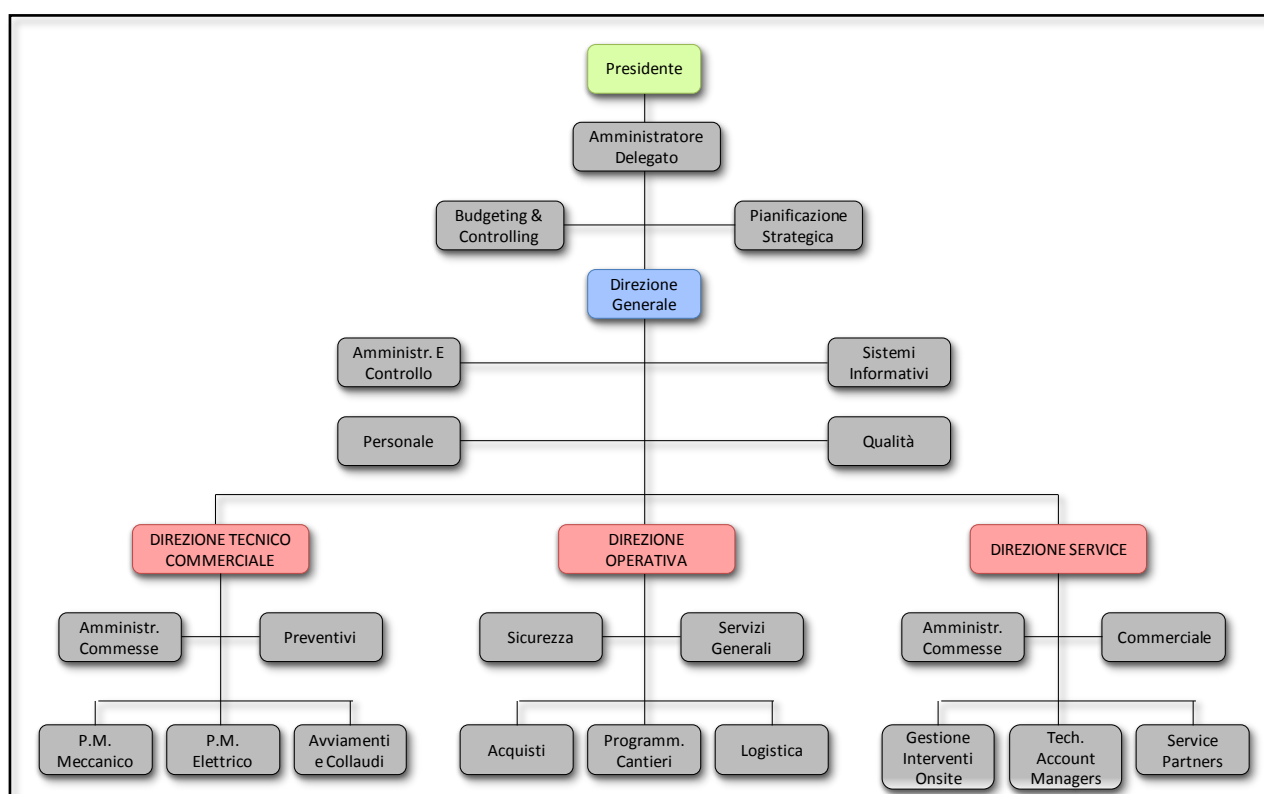 Presidente
Amministratore
Delegato
Budgeting &
Controlling
Pianificazione
Strategica
Direzione
Generale
Amministr. E
Controllo
Sistemi
Informativi
Personale
Qualità
DIREZIONE TECNICO
COMMERCIALE
DIREZIONE
OPERATIVA
DIREZIONE SERVICE
Amministr.
Commesse
Preventivi
Sicurezza
Servizi
Generali
Amministr.
Commesse
Commerciale
P.M.
Meccanico
P.M.
Elettrico
Avviamenti
e Collaudi
Acquisti
Programm.
Cantieri
Logistica
Gestione
Interventi
Onsite
Tech.
Account
Managers
Service
Partners